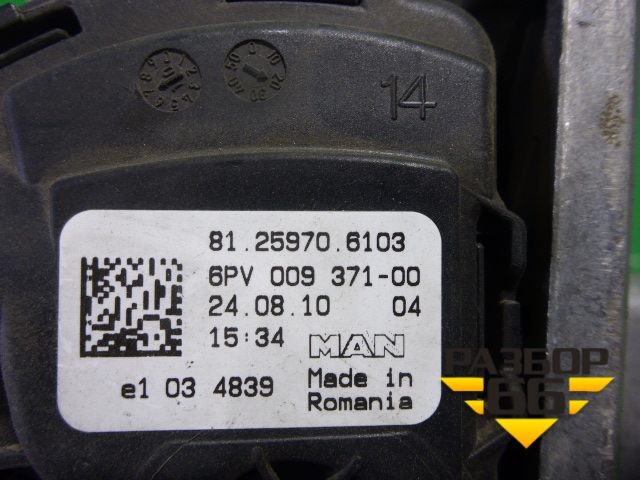 14
81.25970.6103
6PV 009 371-00
24.08.10 04
15:34 MAN
e1 03 4839
Made in
Romania
РАЗБОР
66